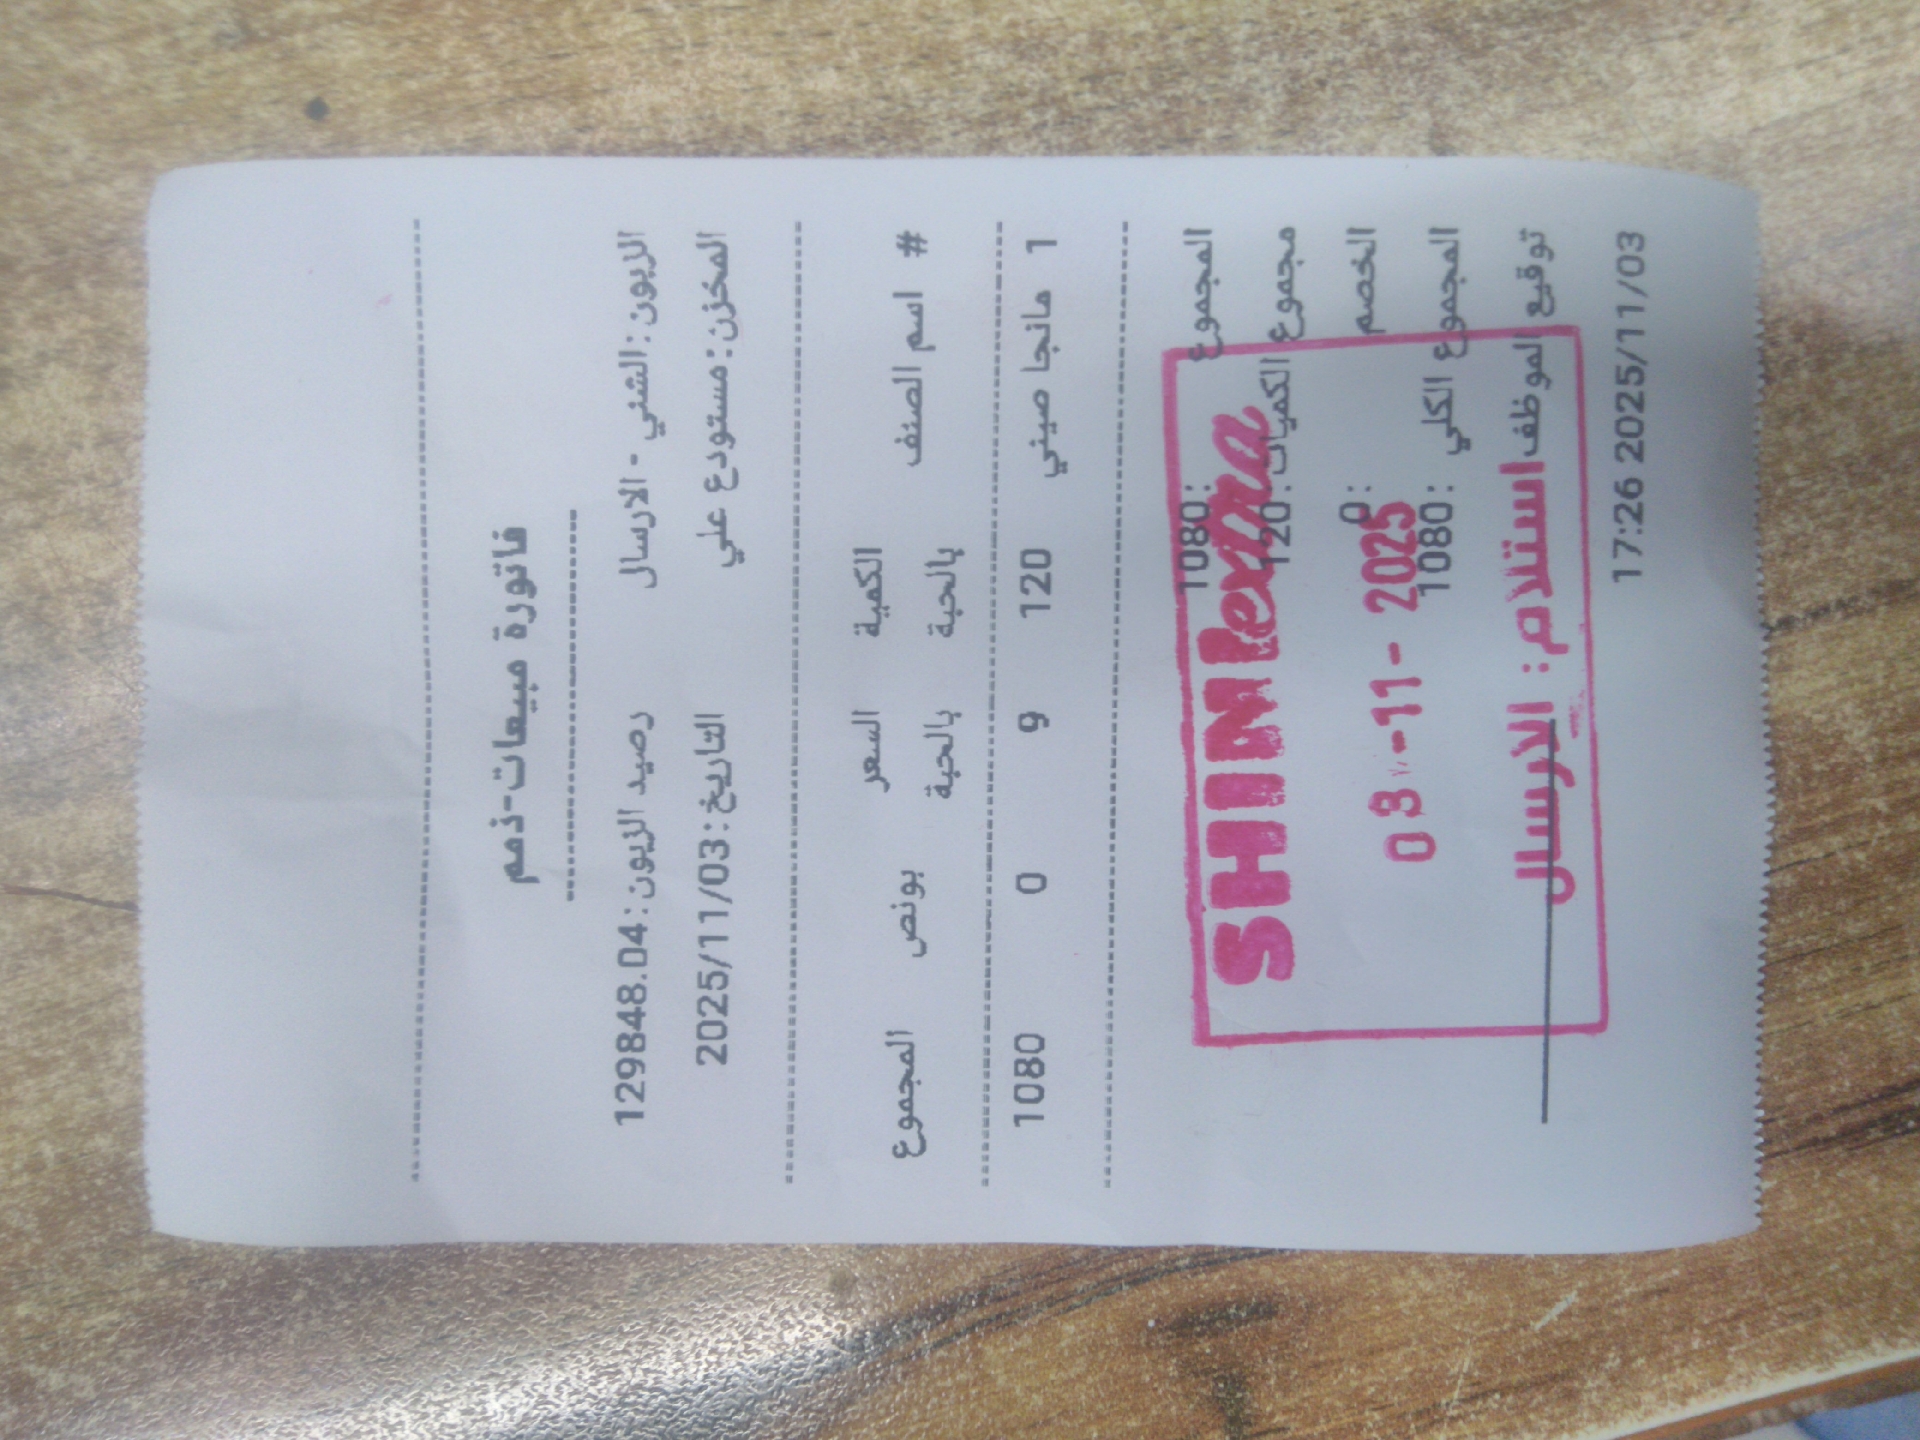 فاتورة مبيعات-ذمم
الزبون:الشني - الارسال رصيد الزبون:129848.04
المخزن:مستودع علي التاريخ:2025/11/03
# اسم الصنف الكمية بالحبة السعر بالحبة بونص المجموع
1 مانجا صيني 120 9 0 1080
المجموع :1080
مجموع الكميات :120
الخصم :0
المجموع الكلي :1080
توقيع الموظف
SHINI extra
03-11-2025
استلام: الارسال
17:26 2025/11/03